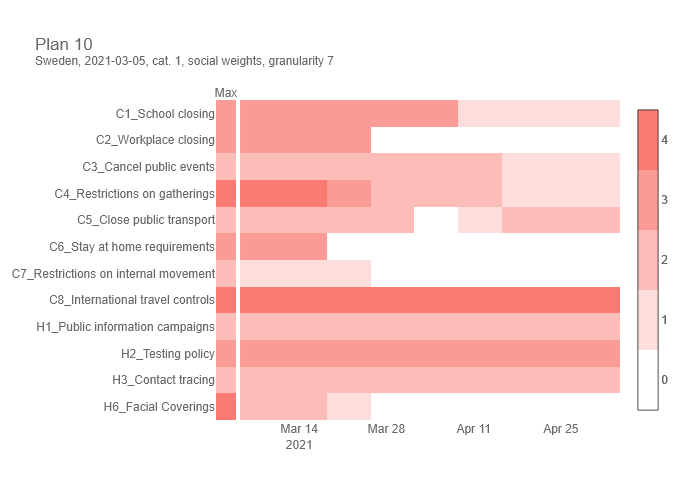 Plan 10
Sweden, 2021-03-05, cat. 1, social weights, granularity 7
Max
C1_School closing
C2_Workplace closing
C3_Cancel public events
C4_Restrictions on gatherings
C5_Close public transport
C6_Stay at home requirements
C7_Restrictions on internal movement
C8_International travel controls
H1_Public information campaigns
H2_Testing policy
H3_Contact tracing
H6_Facial Coverings
Mar 14
2021
Mar 28
Apr 11
Apr 25
4
3
2
1
0